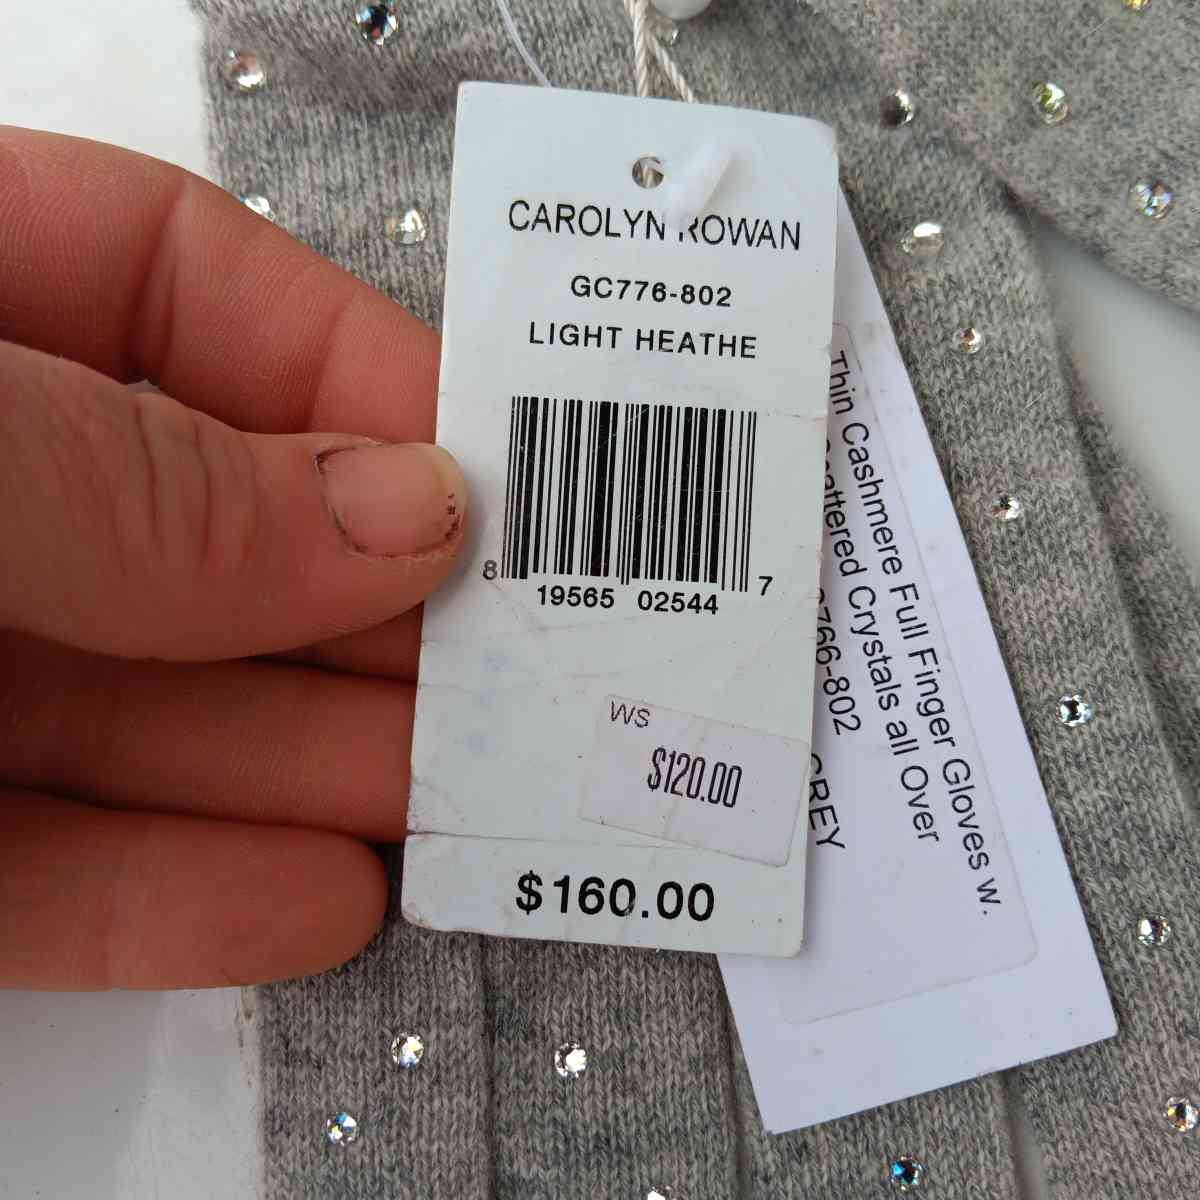 CAROLYN ROWAN
GC776-802
LIGHT HEATHE
8 19565 02544 7
WS
$120.00
$160.00
Thin Cashmere Full Finger Gloves w.
Scattered Crystals all Over
766-802
GREY